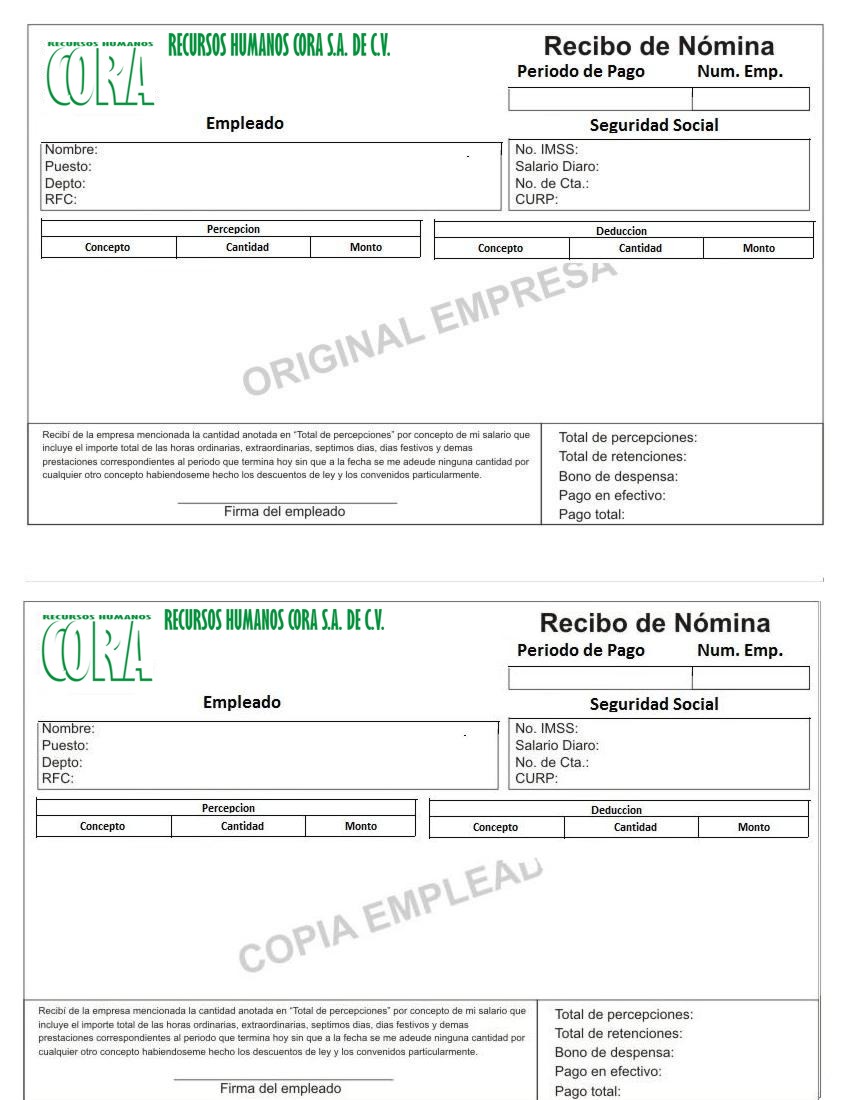 RECURSOS HUMANOS
CORA
RECURSOS HUMANOS CORA S.A. DE C.V.
Recibo de Nómina
Periodo de Pago Num. Emp.
Empleado
Seguridad Social
Nombre:
Puesto:
Depto:
RFC:
No. IMSS:
Salario Diaro:
No. de Cta.:
CURP:
Percepcion
Concepto Cantidad Monto
Deduccion
Concepto Cantidad Monto
ORIGINAL EMPRESA
Recibí de la empresa mencionada la cantidad anotada en “Total de percepciones” por concepto de mi salario que
incluye el importe total de las horas ordinarias, extraordinarias, septimos dias, dias festivos y demas
prestaciones correspondientes al periodo que termina hoy sin que a la fecha se me adeude ninguna cantidad por
cualquier otro concepto habiendoseme hecho los descuentos de ley y los convenidos particularmente.
Firma del empleado
Total de percepciones:
Total de retenciones:
Bono de despensa:
Pago en efectivo:
Pago total:
RECURSOS HUMANOS
CORA
RECURSOS HUMANOS CORA S.A. DE C.V.
Recibo de Nómina
Periodo de Pago Num. Emp.
Empleado
Seguridad Social
Nombre:
Puesto:
Depto:
RFC:
No. IMSS:
Salario Diaro:
No. de Cta.:
CURP:
Percepcion
Concepto Cantidad Monto
Deduccion
Concepto Cantidad Monto
COPIA EMPLEAD
Recibí de la empresa mencionada la cantidad anotada en “Total de percepciones” por concepto de mi salario que
incluye el importe total de las horas ordinarias, extraordinarias, septimos dias, dias festivos y demas
prestaciones correspondientes al periodo que termina hoy sin que a la fecha se me adeude ninguna cantidad por
cualquier otro concepto habiendoseme hecho los descuentos de ley y los convenidos particularmente.
Firma del empleado
Total de percepciones:
Total de retenciones:
Bono de despensa:
Pago en efectivo:
Pago total: